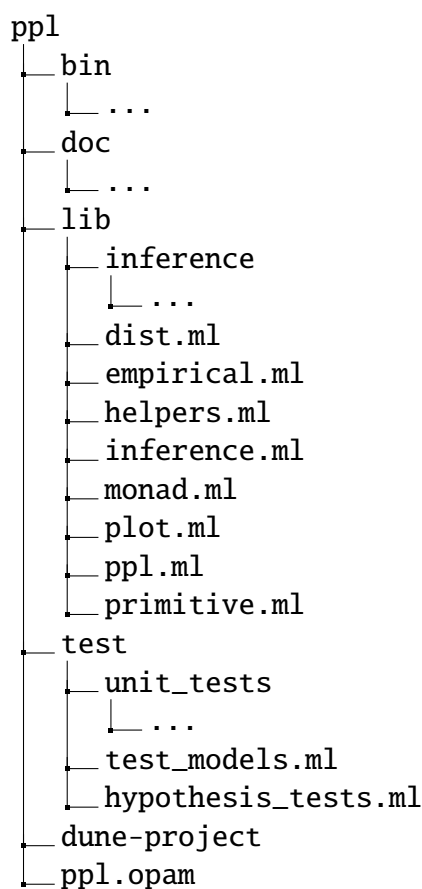 ppl
bin
...
doc
...
lib
inference
...
dist.ml
empirical.ml
helpers.ml
inference.ml
monad.ml
plot.ml
ppl.ml
primitive.ml
test
unit_tests
...
test_models.ml
hypothesis_tests.ml
dune-project
ppl.opam